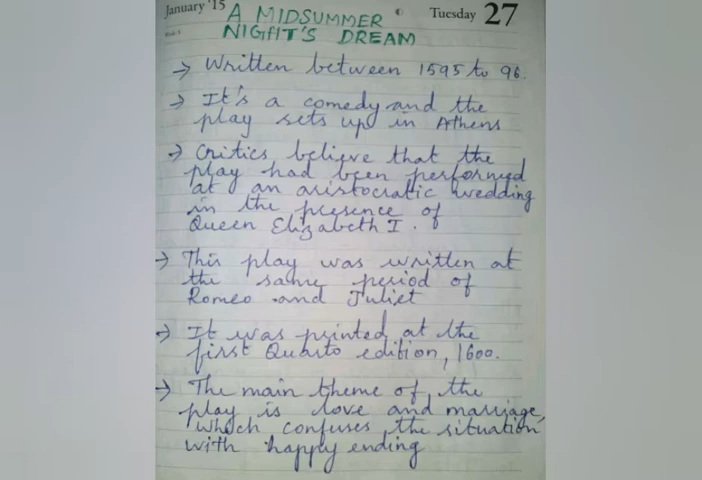 January '15
A MIDSUMMER
Tuesday 27
NIGHT'S DREAM
→ Written between 1595 to 96.
→ It's a comedy and the
play sets up in Athens
→ Critics believe that the
play had been performed
at an aristocratic wedding
in the presence of
Queen Elizabeth I.
→ This play was written at
the same period of
Romeo and Juliet
→ It was printed at the
first Quarto edition, 1600.
→ The main theme of the
play is love and marriage,
which confuses the situation
with happy ending